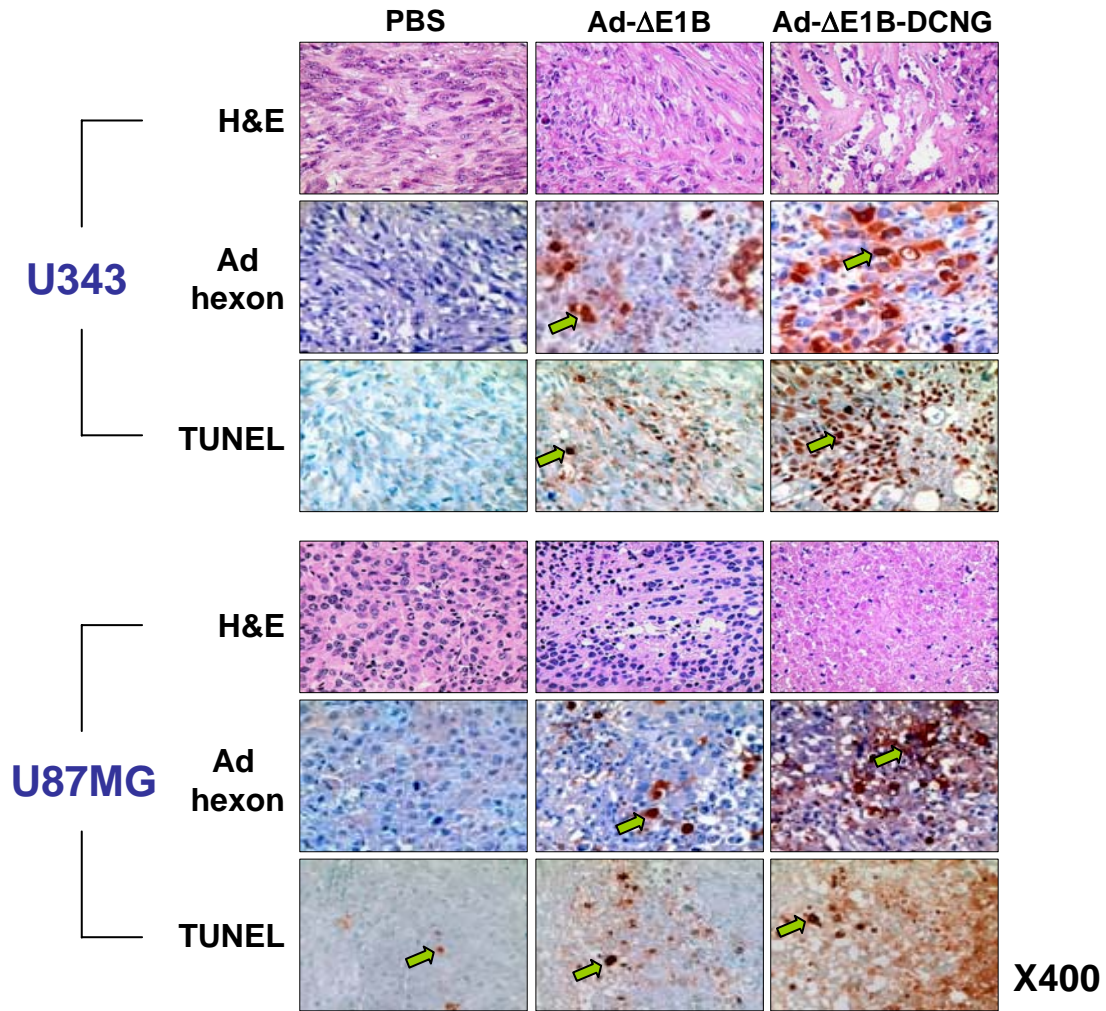 PBS Ad-ΔE1B Ad-ΔE1B-DCNG
H&E
U343
Ad
hexon
TUNEL
H&E
U87MG
Ad
hexon
TUNEL
X400